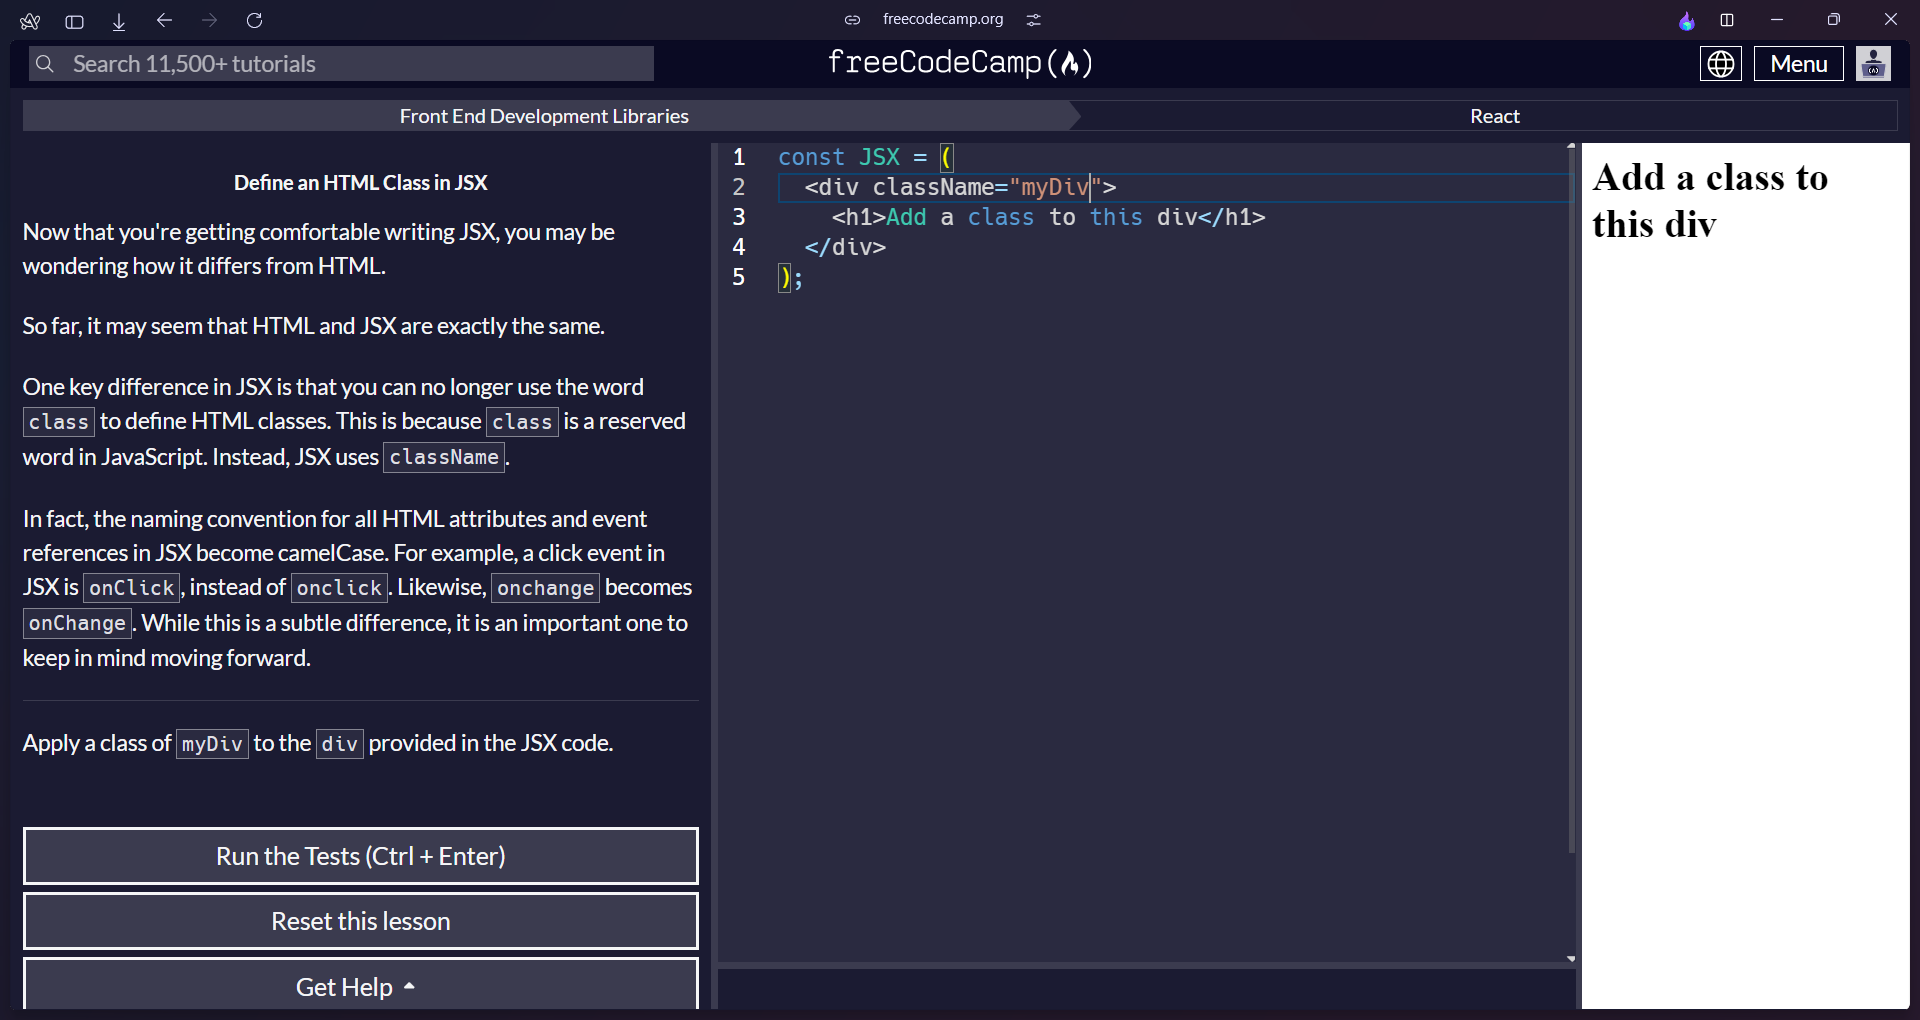 freecodecamp.org
Search 11,500+ tutorials
freeCodeCamp
Menu
Front End Development Libraries
React
Define an HTML Class in JSX
Now that you're getting comfortable writing JSX, you may be
wondering how it differs from HTML.
So far, it may seem that HTML and JSX are exactly the same.
One key difference in JSX is that you can no longer use the word
class to define HTML classes. This is because class is a reserved
word in JavaScript. Instead, JSX uses className.
In fact, the naming convention for all HTML attributes and event
references in JSX become camelCase. For example, a click event in
JSX is onClick, instead of onclick. Likewise, onchange becomes
onChange. While this is a subtle difference, it is an important one to
keep in mind moving forward.
Apply a class of myDiv to the div provided in the JSX code.
Run the Tests (Ctrl + Enter)
Reset this lesson
Get Help
1 const JSX = (
2 <div className="myDiv">
3 <h1>Add a class to this div</h1>
4 </div>
5 );
Add a class to
this div